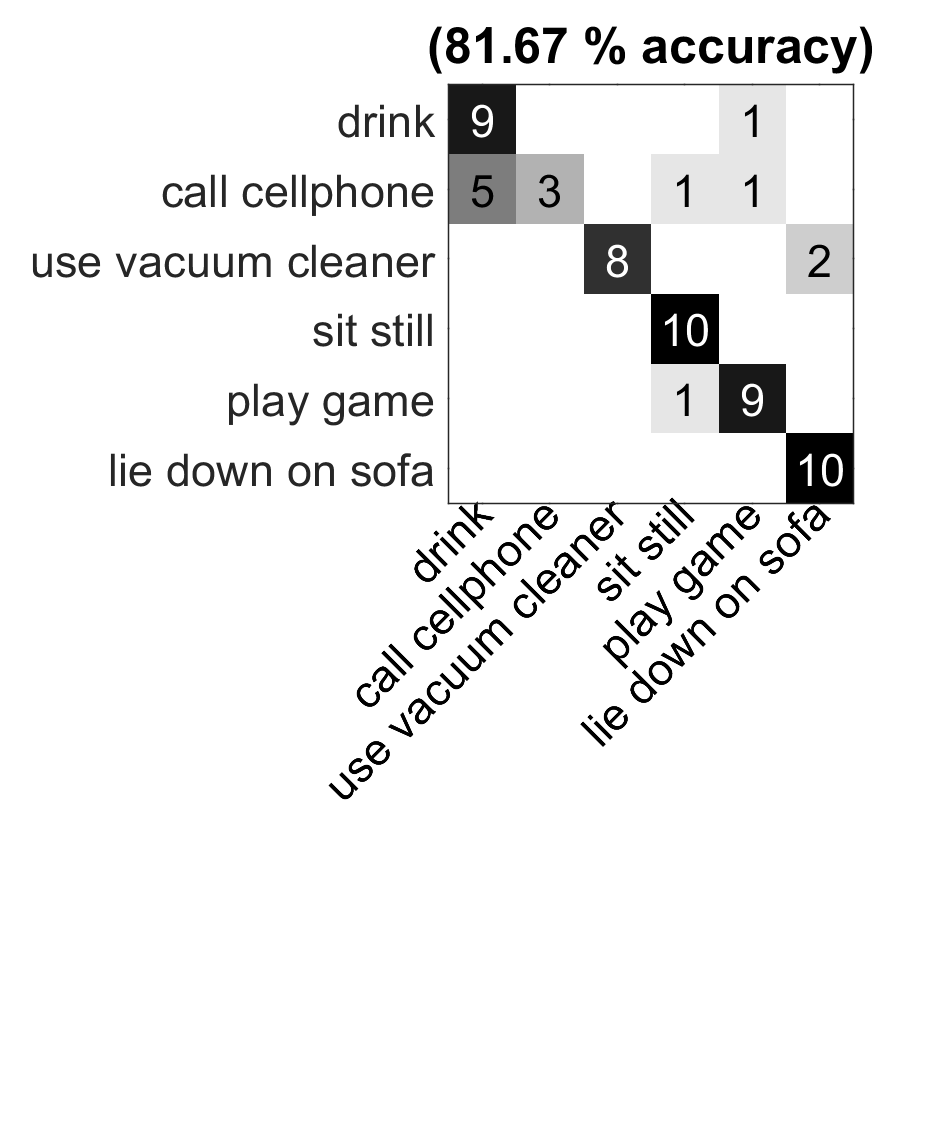 (81.67 % accuracy)
drink 9 1
call cellphone 5 3 1 1
use vacuum cleaner 8 2
sit still 10
play game 1 9
lie down on sofa 10
drink
call cellphone
use vacuum cleaner
sit still
play game
lie down on sofa